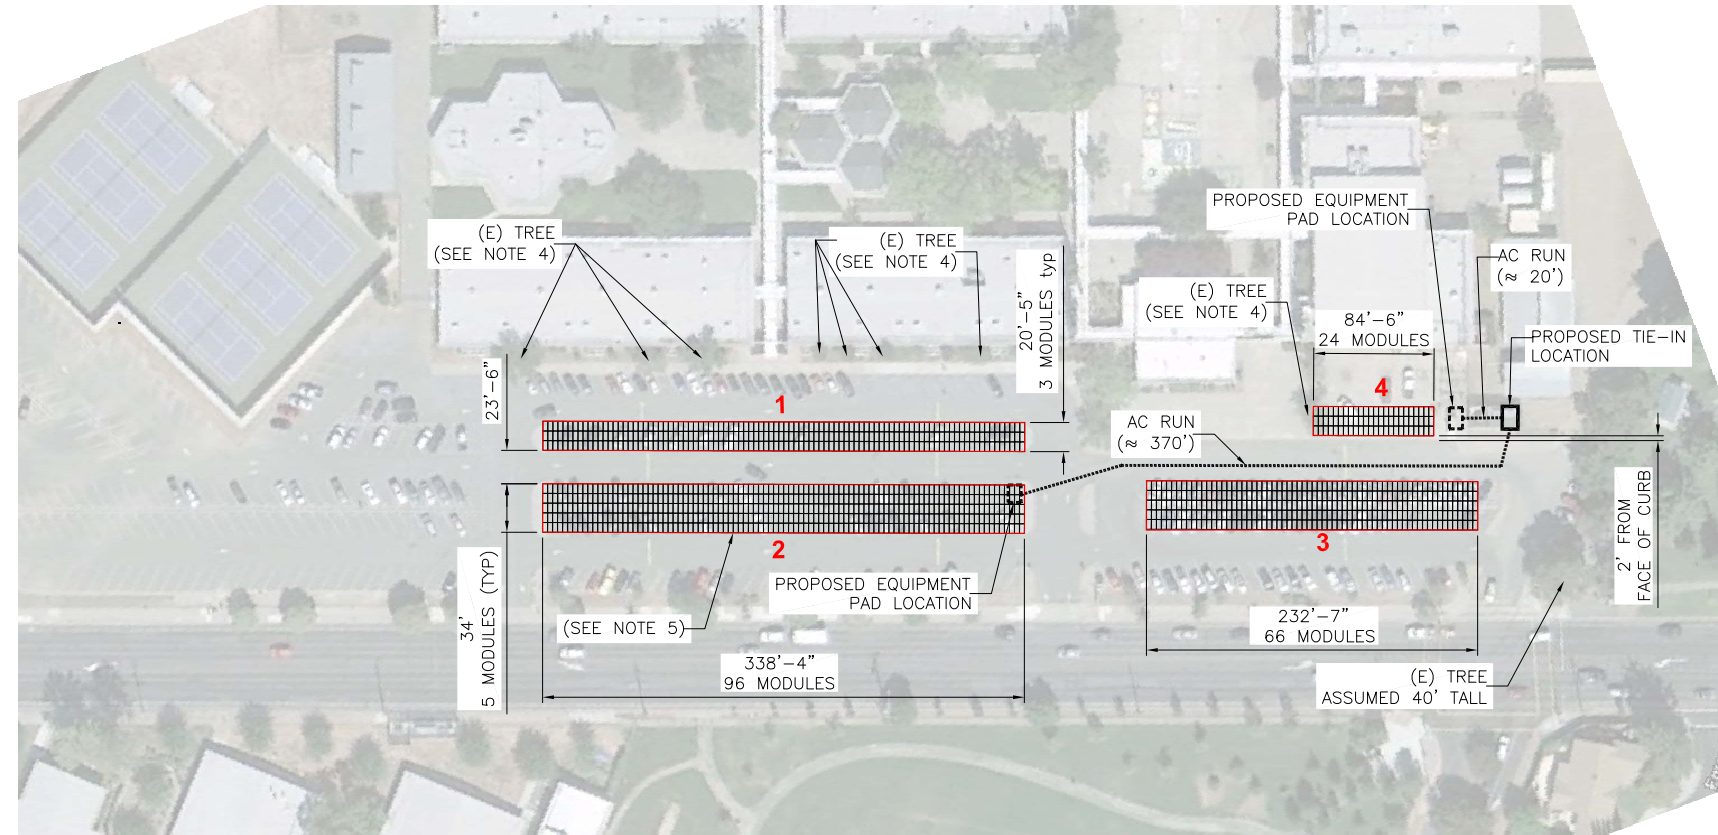 (E) TREE
(SEE NOTE 4)
(E) TREE
(SEE NOTE 4)
20'-5"
3 MODULES typ
PROPOSED EQUIPMENT
PAD LOCATION
AC RUN
(≈ 20')
(E) TREE
(SEE NOTE 4)
84'-6"
24 MODULES
PROPOSED TIE-IN
LOCATION
23'-6"
1
4
AC RUN
(≈ 370')
2
3
2' FROM
FACE OF CURB
34'
5 MODULES (TYP)
PROPOSED EQUIPMENT
PAD LOCATION
(SEE NOTE 5)
232'-7"
66 MODULES
338'-4"
96 MODULES
(E) TREE
ASSUMED 40' TALL